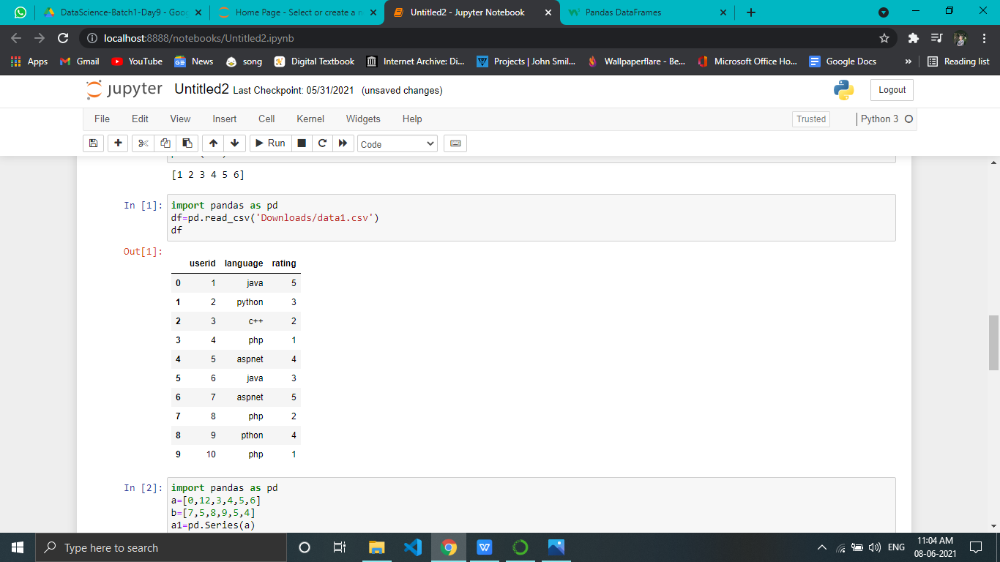 DataScience-Batch1-Day9 - Goo
Home Page - Select or create a n
Untitled2 - Jupyter Notebook
Pandas DataFrames
localhost:8888/notebooks/Untitled2.ipynb
Apps Gmail YouTube News song Digital Textbook Internet Archive: Di... Projects | John Smil... Wallpaperflare - Be... Microsoft Office Ho... Google Docs » Reading list
jupyter Untitled2 Last Checkpoint: 05/31/2021 (unsaved changes) Logout
File Edit View Insert Cell Kernel Widgets Help Trusted Python 3
Run Code
[1 2 3 4 5 6]
In [1]: import pandas as pd
df=pd.read_csv('Downloads/data1.csv')
df
Out[1]:
userid language rating
0 1 java 5
1 2 python 3
2 3 c++ 2
3 4 php 1
4 5 aspnet 4
5 6 java 3
6 7 aspnet 5
7 8 php 2
8 9 pthon 4
9 10 php 1
In [2]: import pandas as pd
a=[0,12,3,4,5,6]
b=[7,5,8,9,5,4]
a1=pd.Series(a)
Type here to search
ENG
11:04 AM
08-06-2021